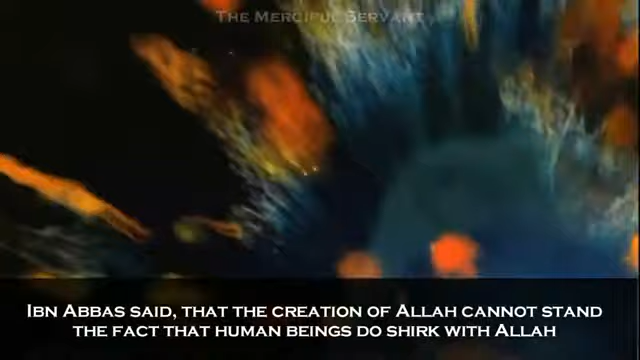 The Merciful Servant
Ibn Abbas said, that the creation of Allah cannot stand
the fact that human beings do shirk with Allah